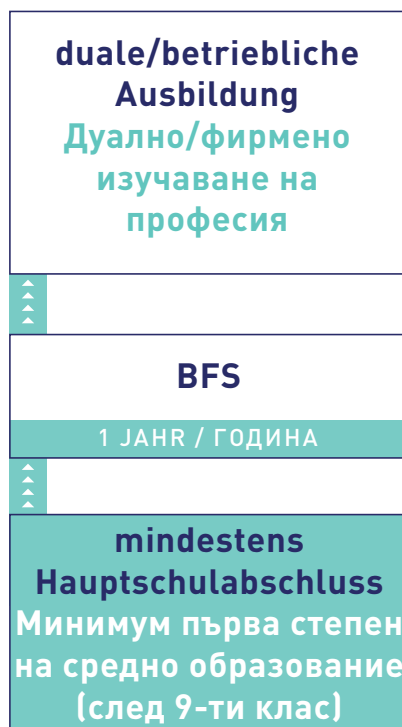 duale/betriebliche
Ausbildung
Дуално/фирмено
изучаване на
професия
BFS
1 JAHR / ГОДИНА
mindestens
Hauptschulabschluss
Минимум първа степен
на средно образование
(след 9-ти клас)